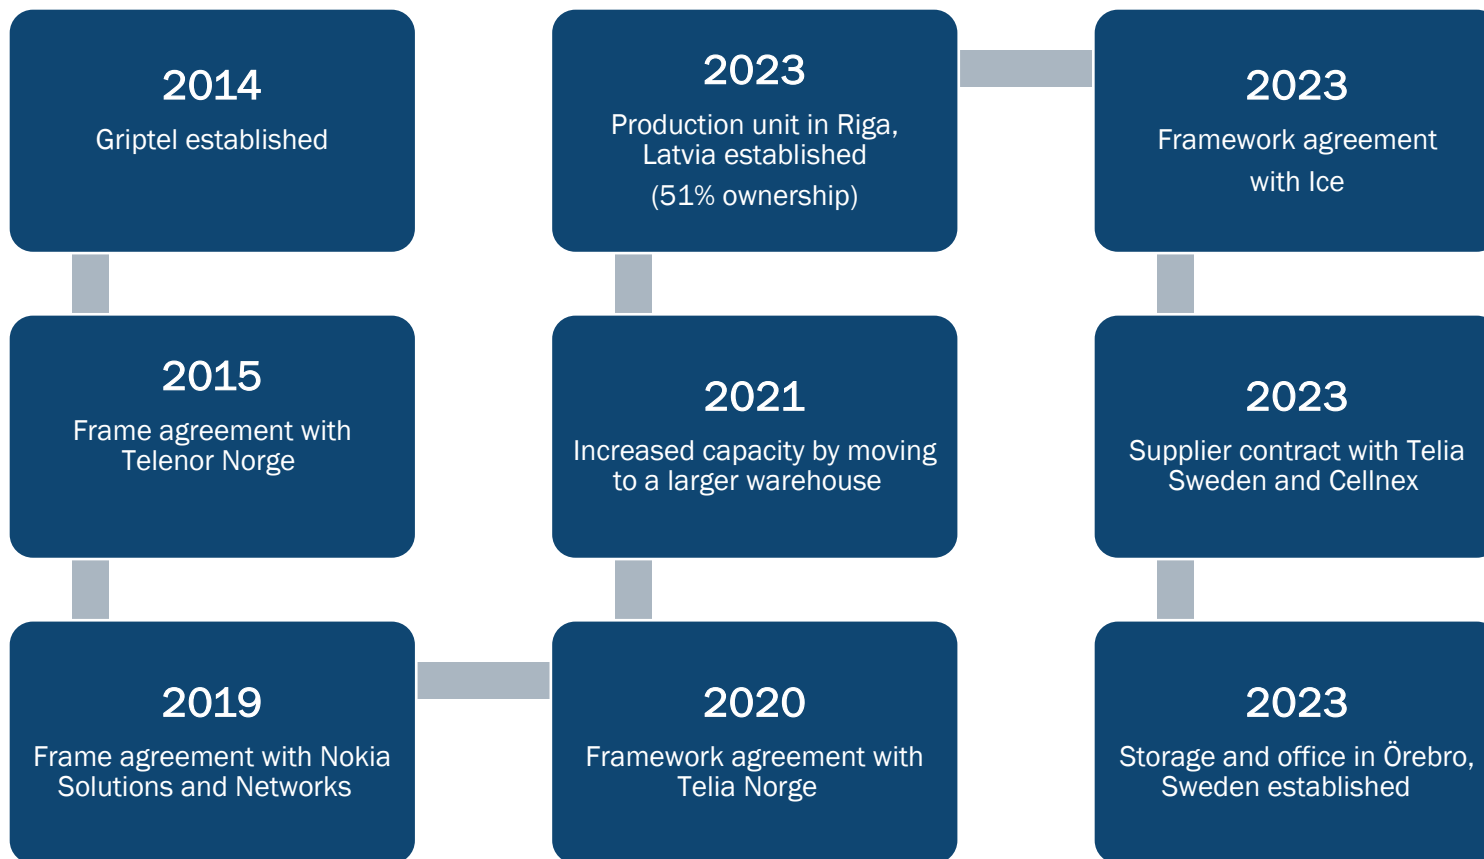 2014
Griptel established
2015
Frame agreement with
Telenor Norge
2019
Frame agreement with Nokia
Solutions and Networks
2020
Framework agreement with
Telia Norge
2021
Increased capacity by moving
to a larger warehouse
2023
Production unit in Riga,
Latvia established
(51% ownership)
2023
Framework agreement
with Ice
2023
Supplier contract with Telia
Sweden and Cellnex
2023
Storage and office in Örebro,
Sweden established